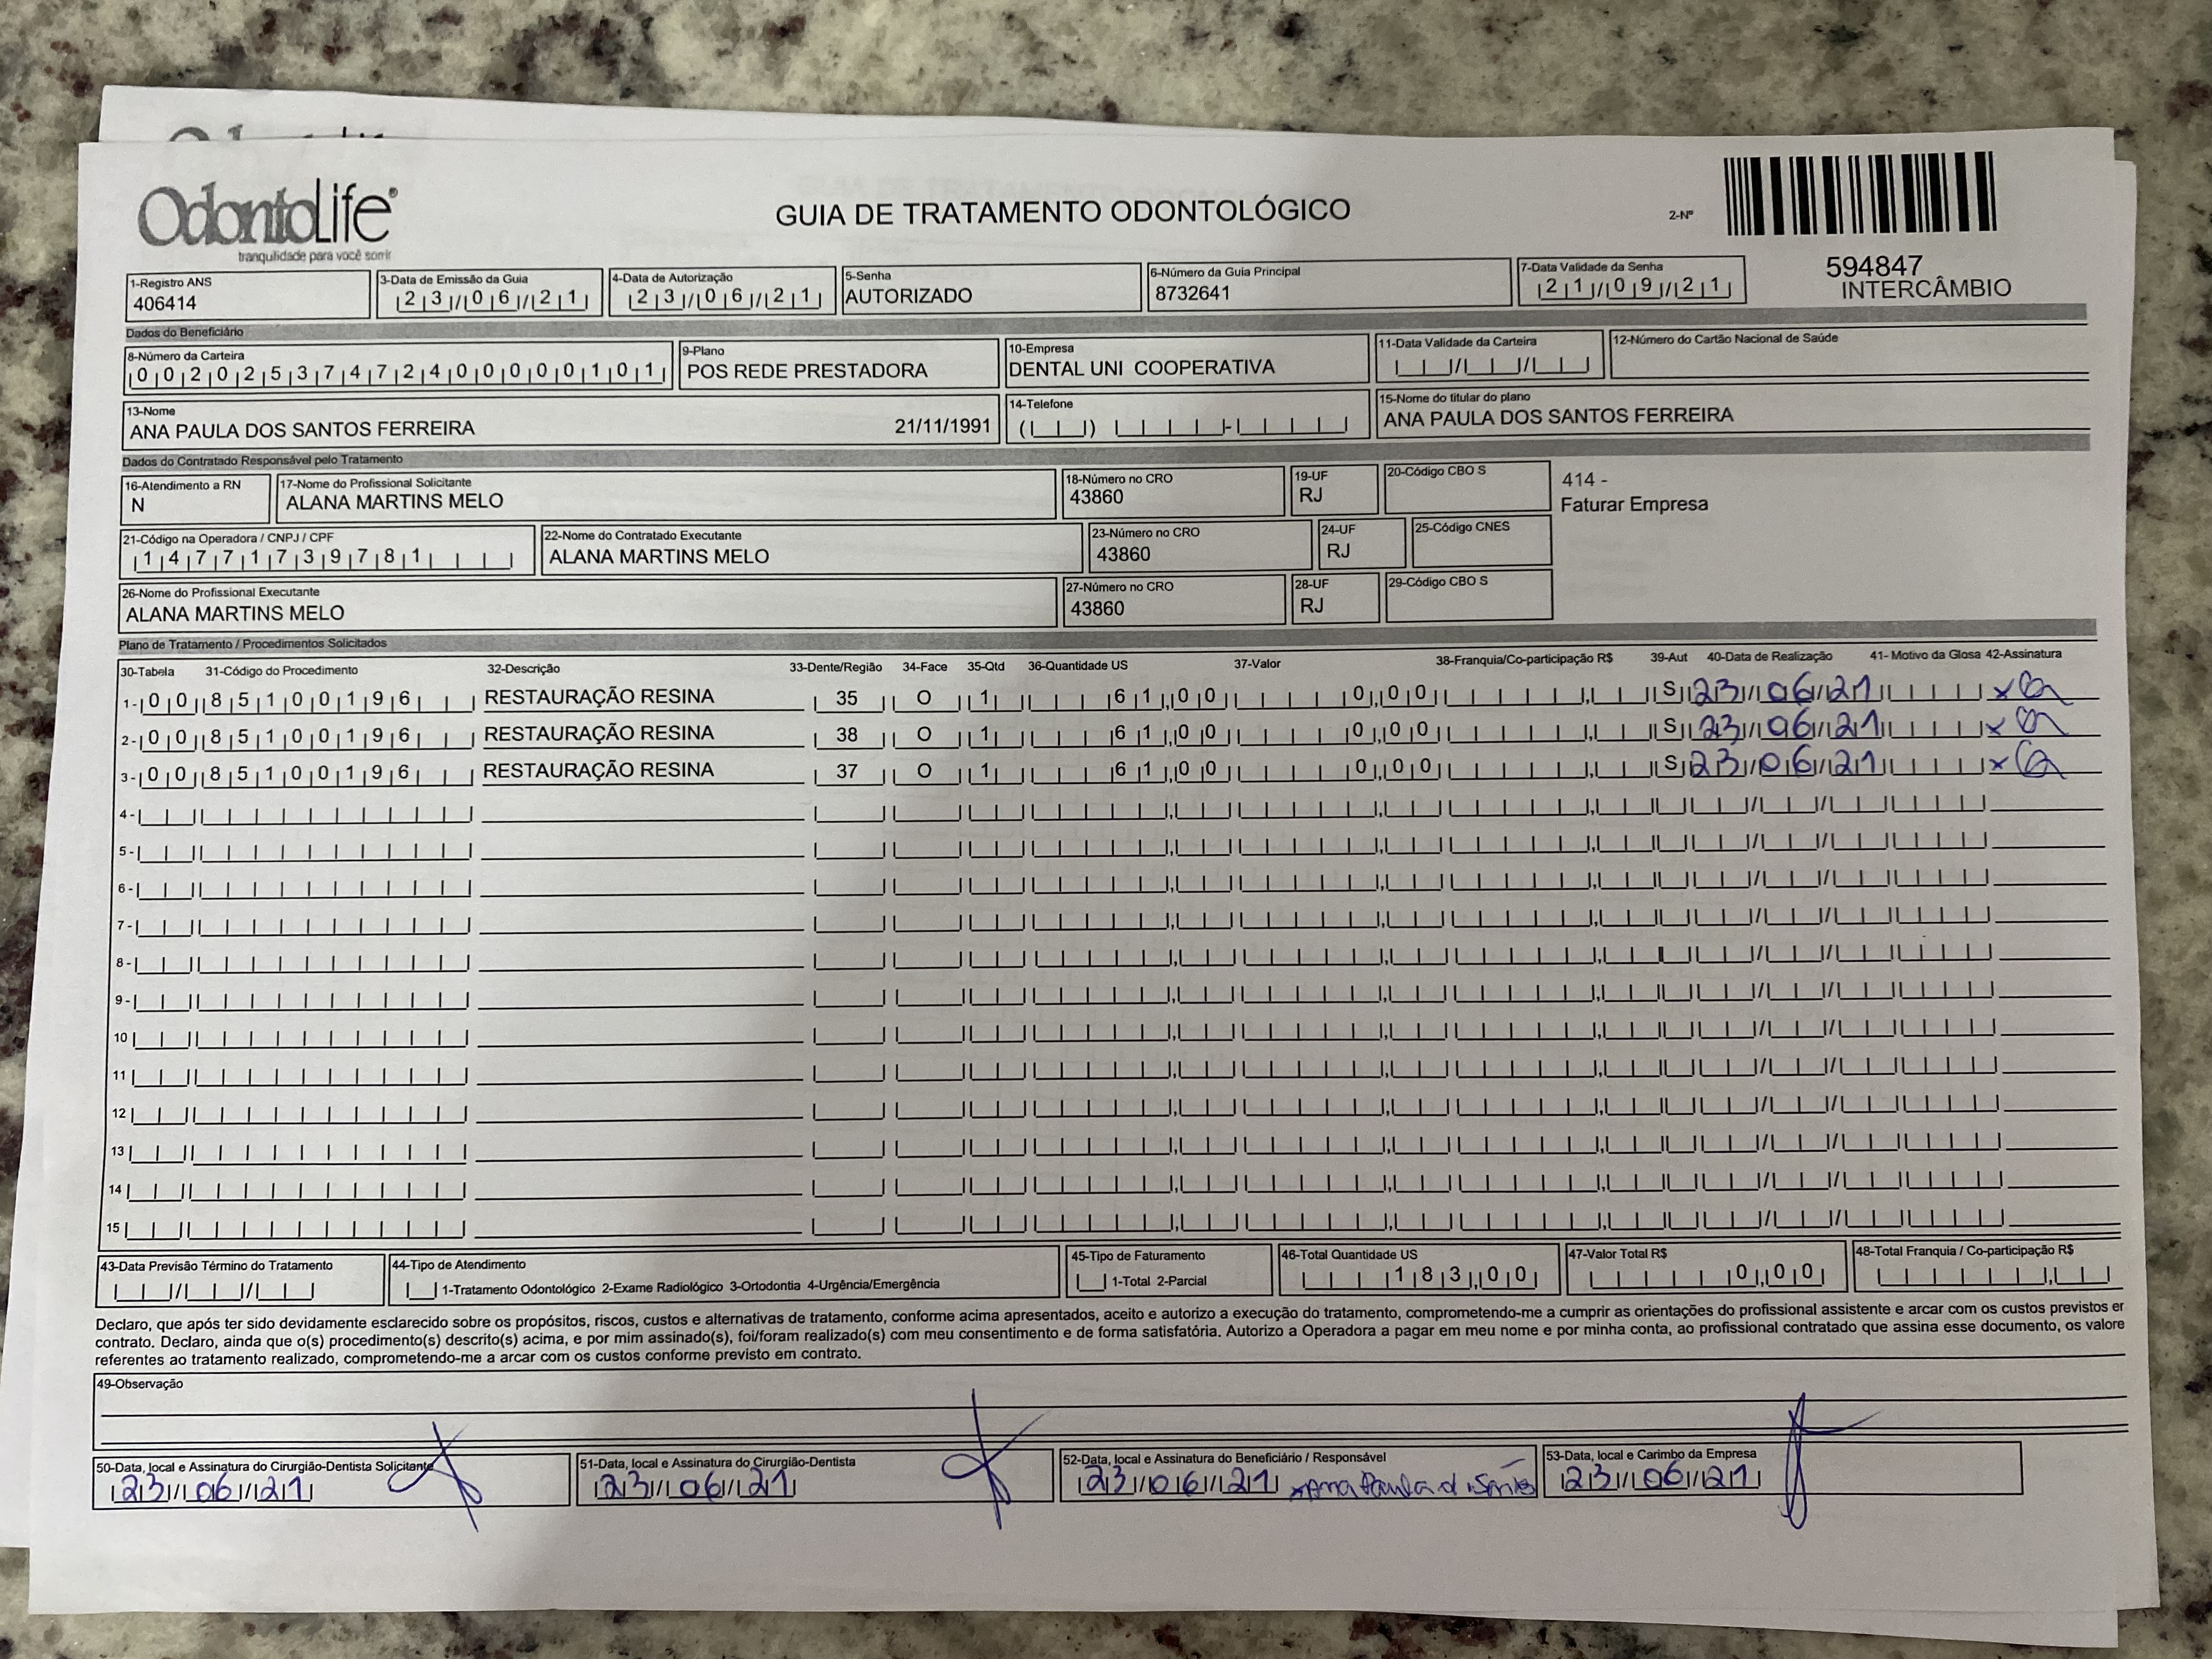 OdontoLife®
tranquilidade para você sorrir
GUIA DE TRATAMENTO ODONTOLÓGICO
2-Nº
594847
INTERCÂMBIO
1-Registro ANS
406414
3-Data de Emissão da Guia
23/06/21
4-Data de Autorização
23/06/21
5-Senha
AUTORIZADO
6-Número da Guia Principal
8732641
7-Data Validade da Senha
21/09/21
Dados do Beneficiário
8-Número da Carteira
00202537472400000101
9-Plano
POS REDE PRESTADORA
10-Empresa
DENTAL UNI COOPERATIVA
11-Data Validade da Carteira
12-Número do Cartão Nacional de Saúde
13-Nome
ANA PAULA DOS SANTOS FERREIRA 21/11/1991
14-Telefone
15-Nome do titular do plano
ANA PAULA DOS SANTOS FERREIRA
Dados do Contratado Responsável pelo Tratamento
16-Atendimento a RN
N
17-Nome do Profissional Solicitante
ALANA MARTINS MELO
18-Número no CRO
43860
19-UF
RJ
20-Código CBO S
414 -
Faturar Empresa
21-Código na Operadora / CNPJ / CPF
14771739781
22-Nome do Contratado Executante
ALANA MARTINS MELO
23-Número no CRO
43860
24-UF
RJ
25-Código CNES
26-Nome do Profissional Executante
ALANA MARTINS MELO
27-Número no CRO
43860
28-UF
RJ
29-Código CBO S
Plano de Tratamento / Procedimentos Solicitados
30-Tabela 31-Código do Procedimento 32-Descrição 33-Dente/Região 34-Face 35-Qtd 36-Quantidade US 37-Valor 38-Franquia/Co-participação R$ 39-Aut 40-Data de Realização 41- Motivo da Glosa 42-Assinatura
1- 00 85100196 RESTAURAÇÃO RESINA 35 O 1 61,00 0,00 S 23/06/21 x
2- 00 85100196 RESTAURAÇÃO RESINA 38 O 1 61,00 0,00 S 23/06/21 x
3- 00 85100196 RESTAURAÇÃO RESINA 37 O 1 61,00 0,00 S 23/06/21 x
4-
5-
6-
7-
8-
9-
10
11
12
13
14
15
43-Data Previsão Término do Tratamento
44-Tipo de Atendimento
1-Tratamento Odontológico 2-Exame Radiológico 3-Ortodontia 4-Urgência/Emergência
45-Tipo de Faturamento
1-Total 2-Parcial
46-Total Quantidade US
183,00
47-Valor Total R$
0,00
48-Total Franquia / Co-participação R$
Declaro, que após ter sido devidamente esclarecido sobre os propósitos, riscos, custos e alternativas de tratamento, conforme acima apresentados, aceito e autorizo a execução do tratamento, comprometendo-me a cumprir as orientações do profissional assistente e arcar com os custos previstos er
contrato. Declaro, ainda que o(s) procedimento(s) descrito(s) acima, e por mim assinado(s), foi/foram realizado(s) com meu consentimento e de forma satisfatória. Autorizo a Operadora a pagar em meu nome e por minha conta, ao profissional contratado que assina esse documento, os valore
referentes ao tratamento realizado, comprometendo-me a arcar com os custos conforme previsto em contrato.
49-Observação
50-Data, local e Assinatura do Cirurgião-Dentista Solicitante
23/06/21
51-Data, local e Assinatura do Cirurgião-Dentista
23/06/21
52-Data, local e Assinatura do Beneficiário / Responsável
23/06/21 x Ana Paula d Santos
53-Data, local e Carimbo da Empresa
23/06/21